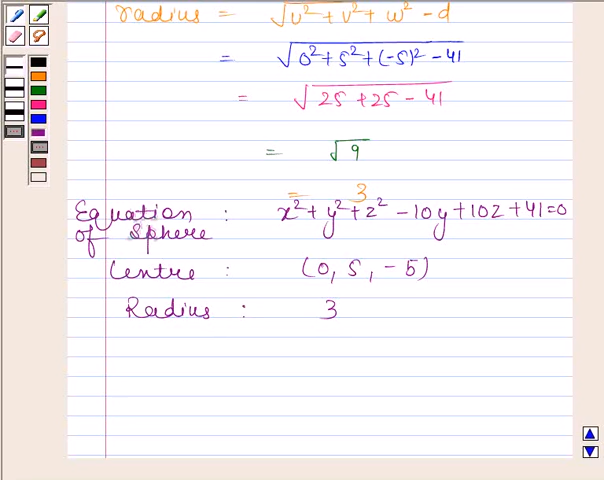 radius = √u² + v² + w² - d
= √0² + 5² + (-5)² - 41
= √25 + 25 - 41
= √9
= 3
Equation of Sphere : x² + y² + z² - 10y + 10z + 41 = 0
Centre : (0, 5, -5)
Radius : 3